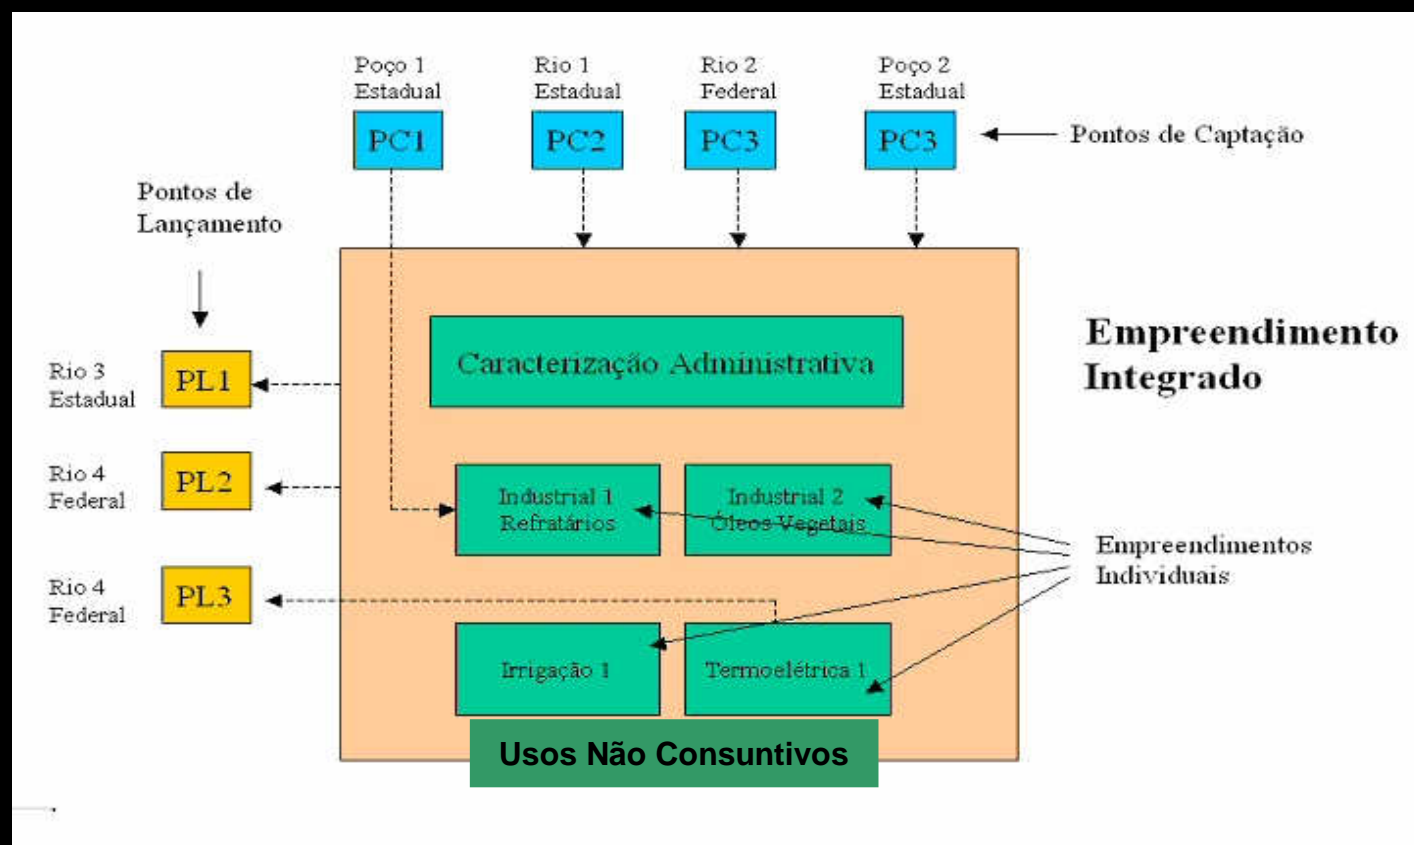 Poço 1
Estadual
Rio 1
Estadual
Rio 2
Federal
Poço 2
Estadual
PC1
PC2
PC3
PC3
Pontos de Captação
Pontos de
Lançamento
Empreendimento
Integrado
Caracterização Administrativa
Rio 3
Estadual
PL1
Rio 4
Federal
PL2
Industrial 1
Refratários
Industrial 2
Óleos Vegetais
Empreendimentos
Individuais
Rio 4
Federal
PL3
Irrigação 1
Termoelétrica 1
Usos Não Consuntivos